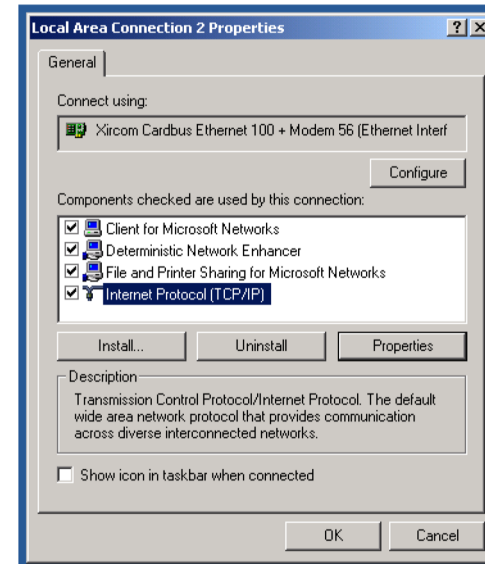 Local Area Connection 2 Properties
General
Connect using:
Xircom Cardbus Ethernet 100 + Modem 56 (Ethernet Interf
Configure
Components checked are used by this connection:
Client for Microsoft Networks
Deterministic Network Enhancer
File and Printer Sharing for Microsoft Networks
Internet Protocol (TCP/IP)
Install... Uninstall Properties
Description
Transmission Control Protocol/Internet Protocol. The default
wide area network protocol that provides communication
across diverse interconnected networks.
Show icon in taskbar when connected
OK Cancel